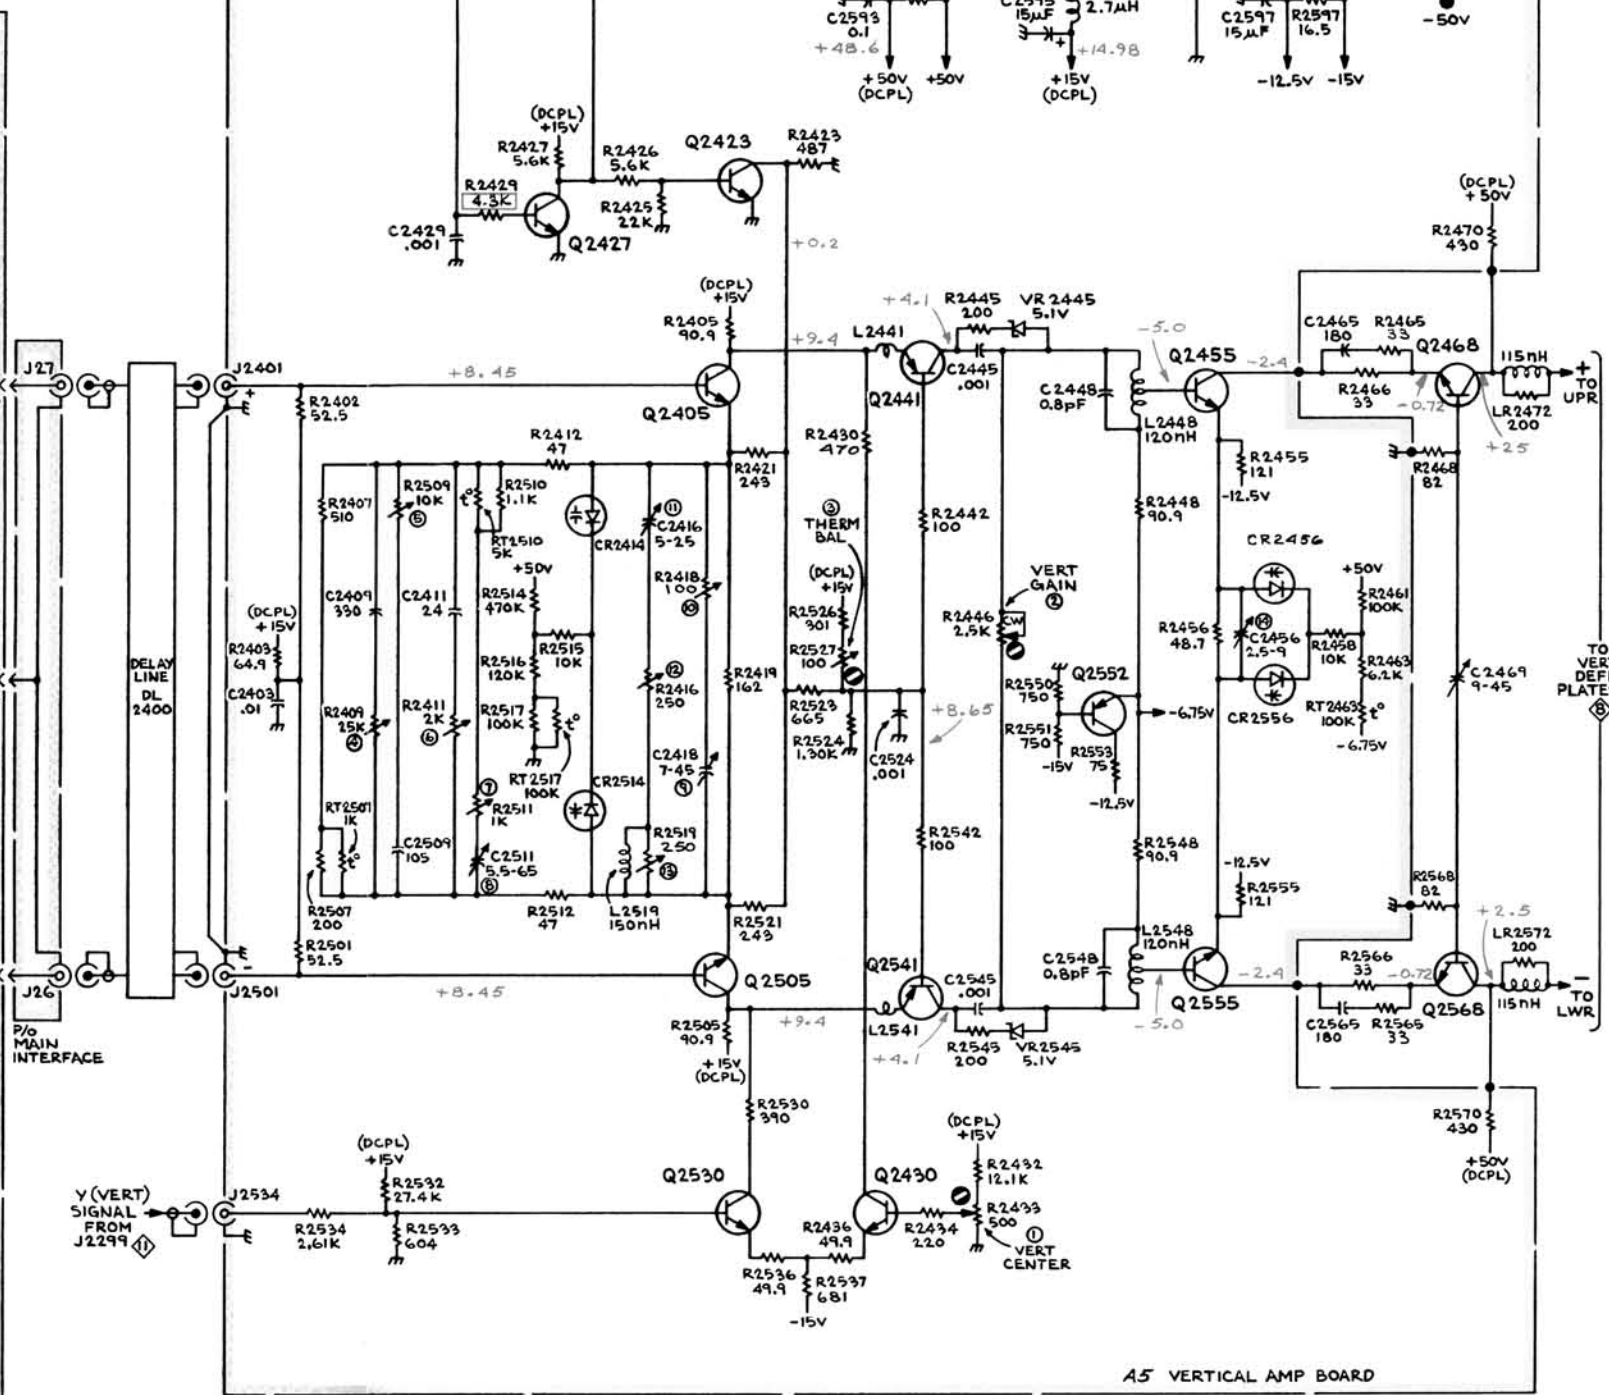 C2593
0.1
+48.6
+50V
(DCPL)
+50V
15µF
2.7µH
+
+14.98
+15V
(DCPL)
C2597
15µF
R2597
16.5
-12.5V
-15V
-50V
(DCPL)
+15V
R2427
5.6K
R2426
5.6K
Q2423
R2423
487
R2429
4.3K
R2425
22K
C2429
.001
Q2427
+0.2
(DCPL)
+50V
R2470
430
(DCPL)
+15V
R2405
90.9
+9.4
+4.1
L2441
R2445
200
VR2445
5.1V
C2445
.001
Q2441
-5.0
Q2455
-2.4
C2465
180
R2465
33
Q2468
115nH
+
TO
UPR
R2466
33
-0.72
LR2472
200
+25
J27
J2401
+
+8.45
Q2405
R2402
52.5
C2448
0.8pF
L2448
120nH
R2430
470
R2455
121
-12.5V
R2468
82
R2412
47
R2421
243
R2407
510
R2509
10K
5
t°
R2510
1.1K
RT2510
5K
CR2414
11
C2416
5-25
3
THERM
BAL
R2442
100
R2448
90.9
CR2456
+50V
R2514
470K
R2418
100
10
(DCPL)
+15V
R2526
301
R2527
100
VERT
GAIN
2
R2446
2.5K
CW
+50V
R2461
100K
C2409
330
C2411
24
(DCPL)
+15V
R2403
64.9
C2403
.01
DELAY
LINE
DL
2400
R2515
10K
R2516
120K
12
R2416
250
R2419
162
R2456
48.7
14
C2456
2.5-9
R2458
10K
R2463
6.2K
C2469
9-45
TO
VERT
DEFL
PLATES
8
R2409
25K
4
R2411
2K
6
R2517
100K
t°
RT2517
100K
R2523
665
R2524
1.30K
C2524
.001
+8.65
R2550
750
R2551
750
-15V
Q2552
-6.75V
R2553
75
-12.5V
CR2556
RT2463
100K
t°
-6.75V
7
R2511
1K
CR2514
C2418
7-45
9
RT2507
1K
t°
C2509
105
C2511
5.5-65
8
R2519
250
13
R2542
100
R2548
90.9
-12.5V
R2555
121
R2568
82
R2507
200
R2512
47
L2519
150nH
R2521
243
R2501
52.5
L2548
120nH
C2548
0.8pF
+2.5
LR2572
200
J26
J2501
-
+8.45
Q2505
Q2541
C2545
.001
-2.4
R2566
33
-0.72
115nH
-
TO
LWR
Q2555
-5.0
Q2568
C2565
180
R2565
33
+9.4
L2541
+4.1
R2545
200
VR2545
5.1V
P/O
MAIN
INTERFACE
R2505
90.9
+15V
(DCPL)
R2530
390
R2570
430
+50V
(DCPL)
(DCPL)
+15V
R2532
27.4K
Q2530
Q2430
(DCPL)
+15V
R2432
12.1K
R2433
500
1
VERT
CENTER
Y (VERT)
SIGNAL
FROM
J2299
11
J2534
R2534
2.61K
R2533
604
R2436
49.9
R2434
220
R2536
49.9
R2537
681
-15V
A5 VERTICAL AMP BOARD